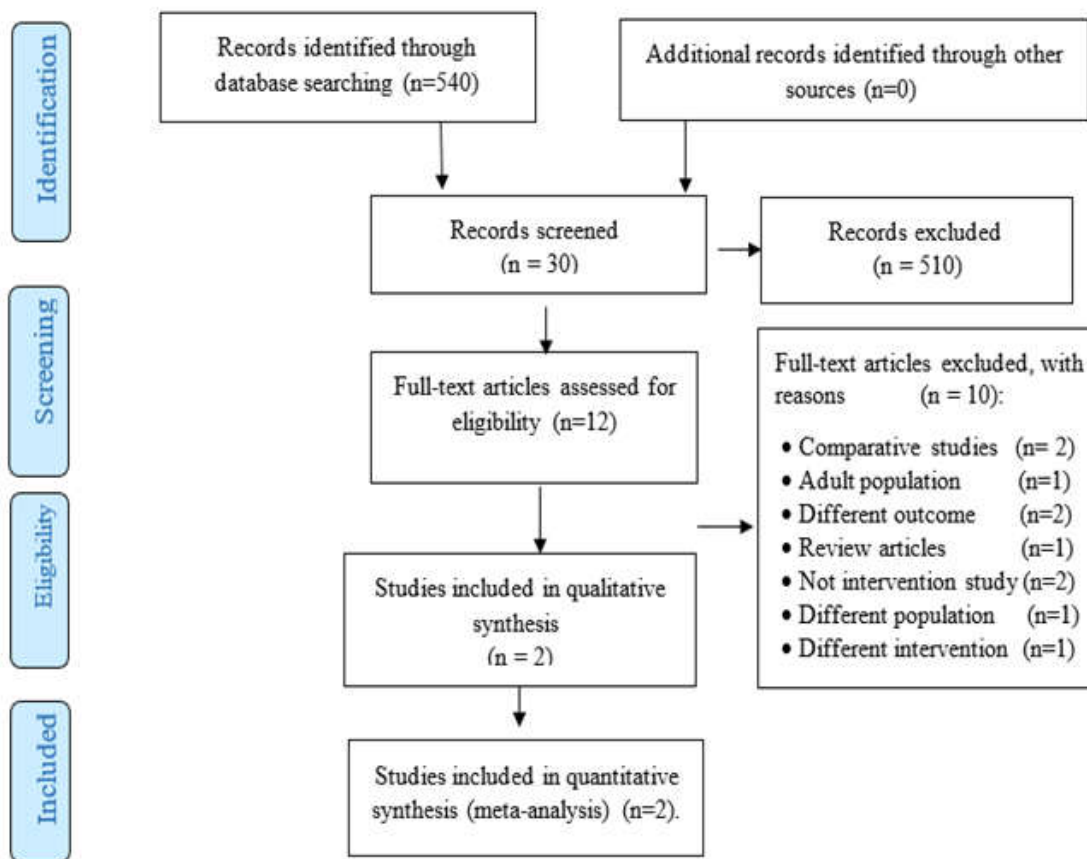 Identification
Records identified through
database searching (n=540)
Additional records identified through other
sources (n=0)
Records screened
(n = 30)
Records excluded
(n = 510)
Screening
Full-text articles assessed for
eligibility (n=12)
Full-text articles excluded, with
reasons (n = 10):
• Comparative studies (n= 2)
• Adult population (n=1)
• Different outcome (n=2)
• Review articles (n=1)
• Not intervention study (n=2)
• Different population (n=1)
• Different intervention (n=1)
Eligibility
Studies included in qualitative
synthesis
(n = 2)
Included
Studies included in quantitative
synthesis (meta-analysis) (n=2).